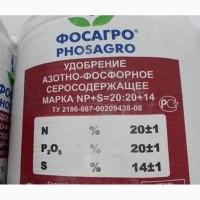 ФОСАГРО®
PHOSAGRO
УДОБРЕНИЕ
АЗОТНО-ФОСФОРНОЕ
СЕРОСОДЕРЖАЩЕЕ
МАРКА NP+S=20:20+14
ТУ 2186-687-00209438-08
N % 20±1
P₂O₅ % 20±1
S % 14±1